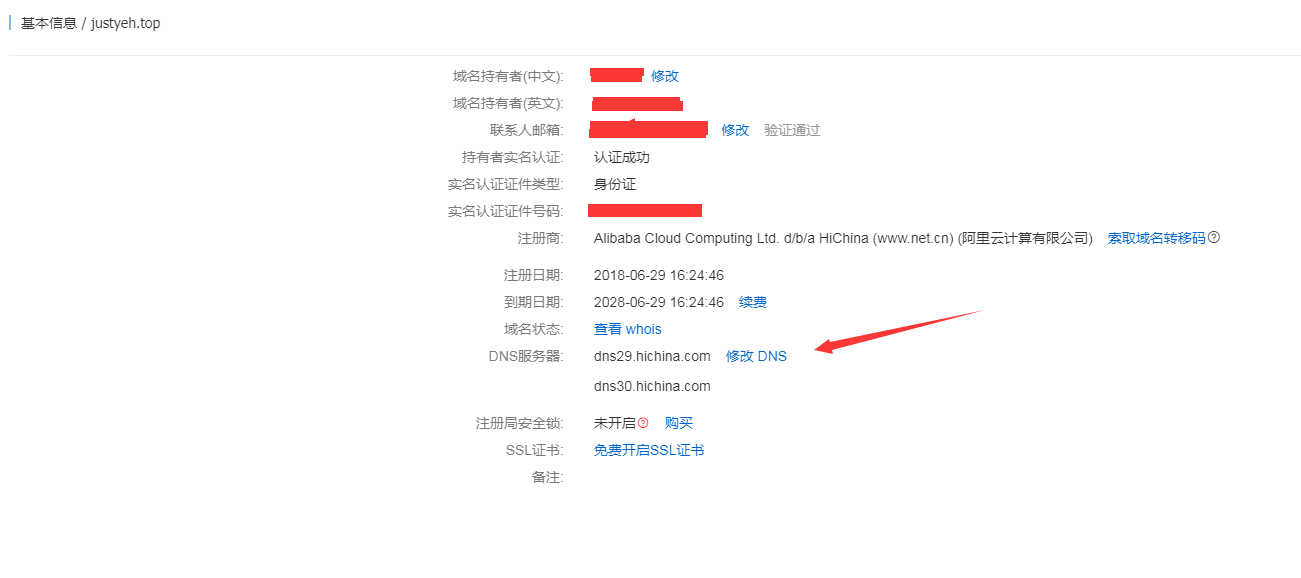 基本信息 / justyeh.top
域名持有者(中文): 修改
域名持有者(英文):
联系人邮箱: 修改 验证通过
持有者实名认证: 认证成功
实名认证证件类型: 身份证
实名认证证件号码:
注册商: Alibaba Cloud Computing Ltd. d/b/a HiChina (www.net.cn) (阿里云计算有限公司) 索取域名转移码
注册日期: 2018-06-29 16:24:46
到期日期: 2028-06-29 16:24:46 续费
域名状态: 查看 whois
DNS服务器: dns29.hichina.com 修改 DNS
dns30.hichina.com
注册局安全锁: 未开启 购买
SSL证书: 免费开启SSL证书
备注: